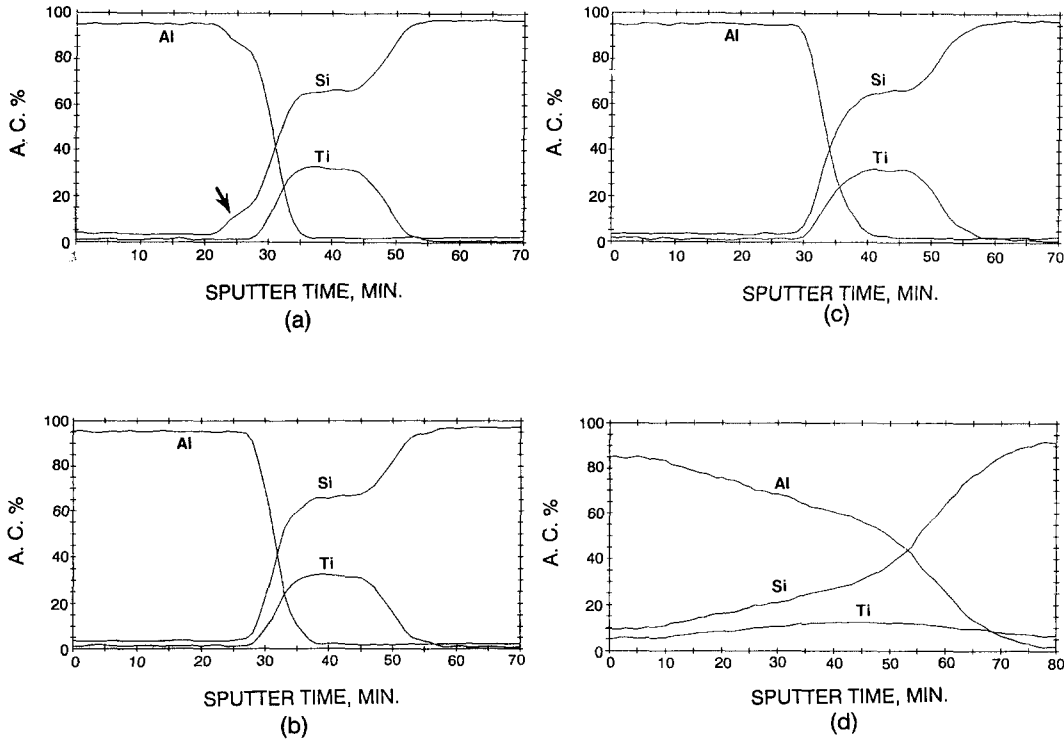 100
80
60
40
20
0
A. C. %
Al
Si
Ti
10 20 30 40 50 60 70
SPUTTER TIME, MIN.
(a)
100
80
60
40
20
0
A. C. %
Al
Si
Ti
0 10 20 30 40 50 60 70
SPUTTER TIME, MIN.
(c)
100
80
60
40
20
0
A. C. %
Al
Si
Ti
0 10 20 30 40 50 60 70
SPUTTER TIME, MIN.
(b)
100
80
60
40
20
0
A. C. %
Al
Si
Ti
0 10 20 30 40 50 60 70 80
SPUTTER TIME, MIN.
(d)